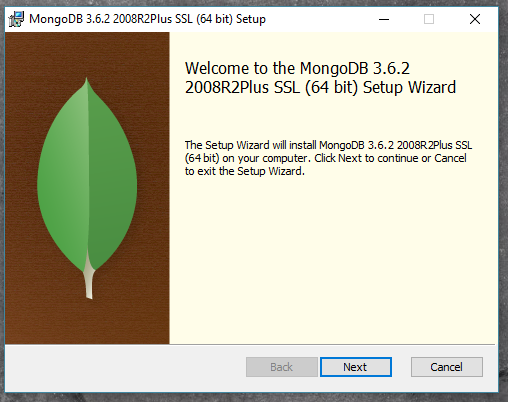 MongoDB 3.6.2 2008R2Plus SSL (64 bit) Setup
Welcome to the MongoDB 3.6.2
2008R2Plus SSL (64 bit) Setup Wizard
The Setup Wizard will install MongoDB 3.6.2 2008R2Plus SSL
(64 bit) on your computer. Click Next to continue or Cancel
to exit the Setup Wizard.
Back Next Cancel